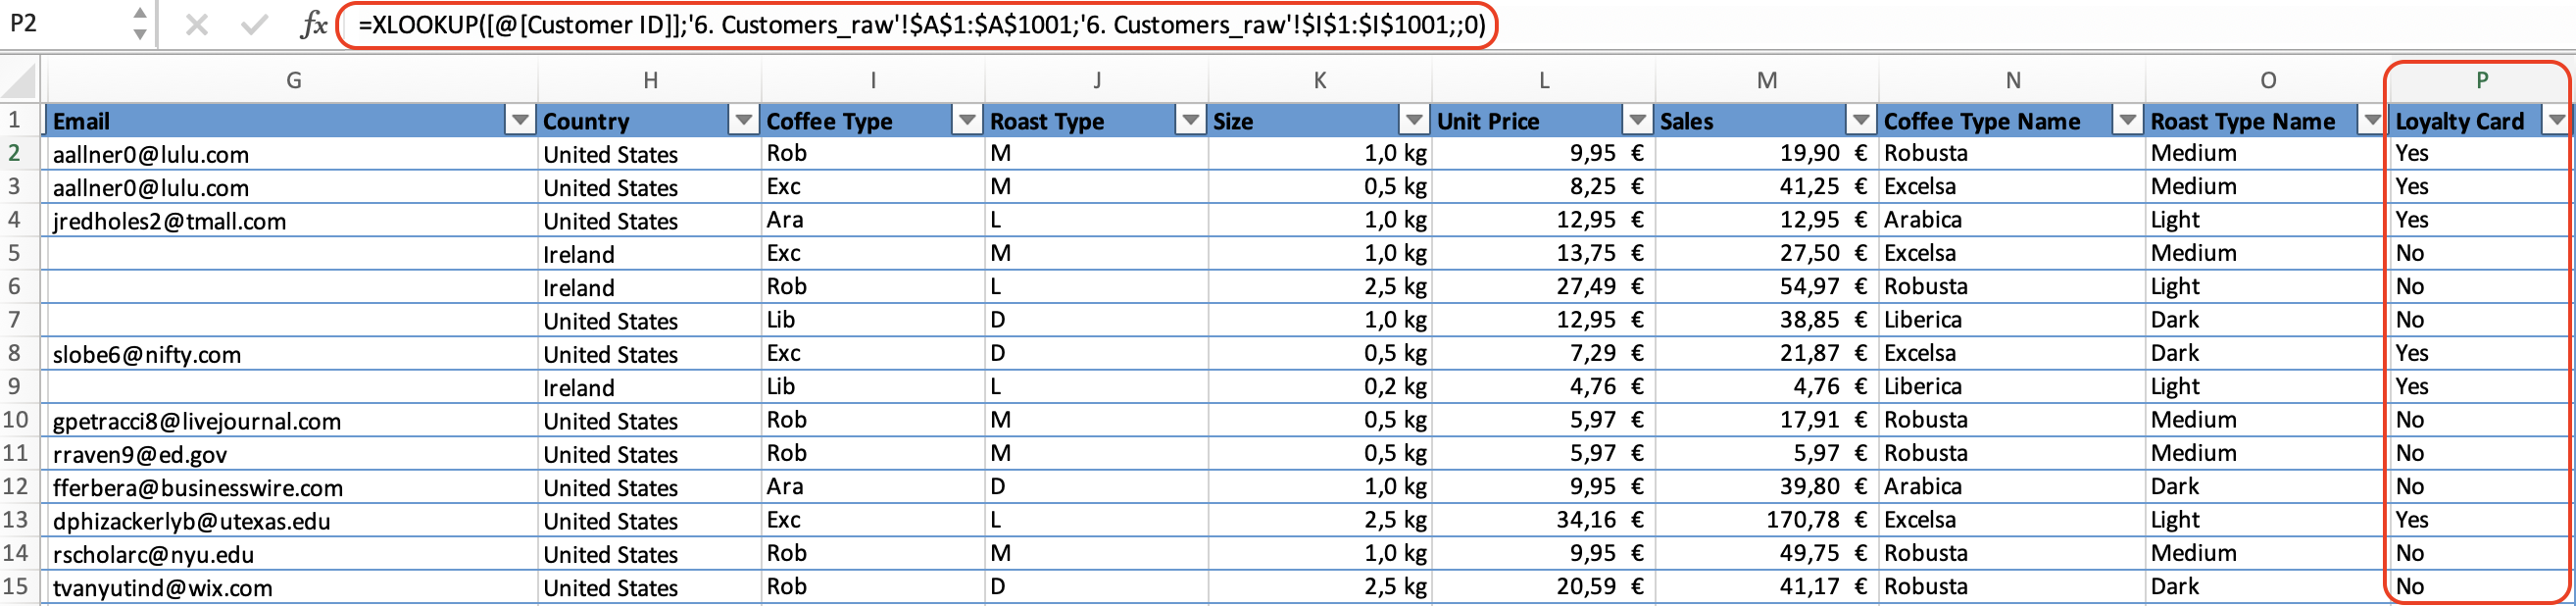 P2 fx =XLOOKUP([@[Customer ID]];'6. Customers_raw'!$A$1:$A$1001;'6. Customers_raw'!$I$1:$I$1001;;0)
G H I J K L M N O P
1 Email Country Coffee Type Roast Type Size Unit Price Sales Coffee Type Name Roast Type Name Loyalty Card
2 aallner0@lulu.com United States Rob M 1,0 kg 9,95 € 19,90 € Robusta Medium Yes
3 aallner0@lulu.com United States Exc M 0,5 kg 8,25 € 41,25 € Excelsa Medium Yes
4 jredholes2@tmall.com United States Ara L 1,0 kg 12,95 € 12,95 € Arabica Light Yes
5 Ireland Exc M 1,0 kg 13,75 € 27,50 € Excelsa Medium No
6 Ireland Rob L 2,5 kg 27,49 € 54,97 € Robusta Light No
7 United States Lib D 1,0 kg 12,95 € 38,85 € Liberica Dark No
8 slobe6@nifty.com United States Exc D 0,5 kg 7,29 € 21,87 € Excelsa Dark Yes
9 Ireland Lib L 0,2 kg 4,76 € 4,76 € Liberica Light Yes
10 gpetracci8@livejournal.com United States Rob M 0,5 kg 5,97 € 17,91 € Robusta Medium No
11 rraven9@ed.gov United States Rob M 0,5 kg 5,97 € 5,97 € Robusta Medium No
12 fferbera@businesswire.com United States Ara D 1,0 kg 9,95 € 39,80 € Arabica Dark No
13 dphizackerlyb@utexas.edu United States Exc L 2,5 kg 34,16 € 170,78 € Excelsa Light Yes
14 rscholarc@nyu.edu United States Rob M 1,0 kg 9,95 € 49,75 € Robusta Medium No
15 tvanyutind@wix.com United States Rob D 2,5 kg 20,59 € 41,17 € Robusta Dark No